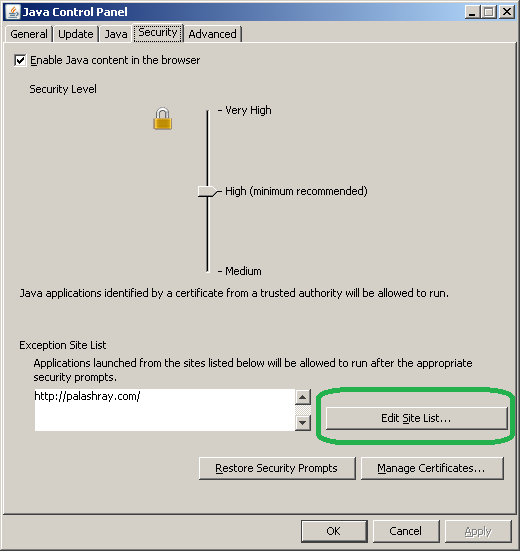 Java Control Panel
General Update Java Security Advanced
Enable Java content in the browser
Security Level
- Very High
- High (minimum recommended)
- Medium
Java applications identified by a certificate from a trusted authority will be allowed to run.
Exception Site List
Applications launched from the sites listed below will be allowed to run after the appropriate
security prompts.
http://palashray.com/
Edit Site List...
Restore Security Prompts Manage Certificates...
OK Cancel Apply